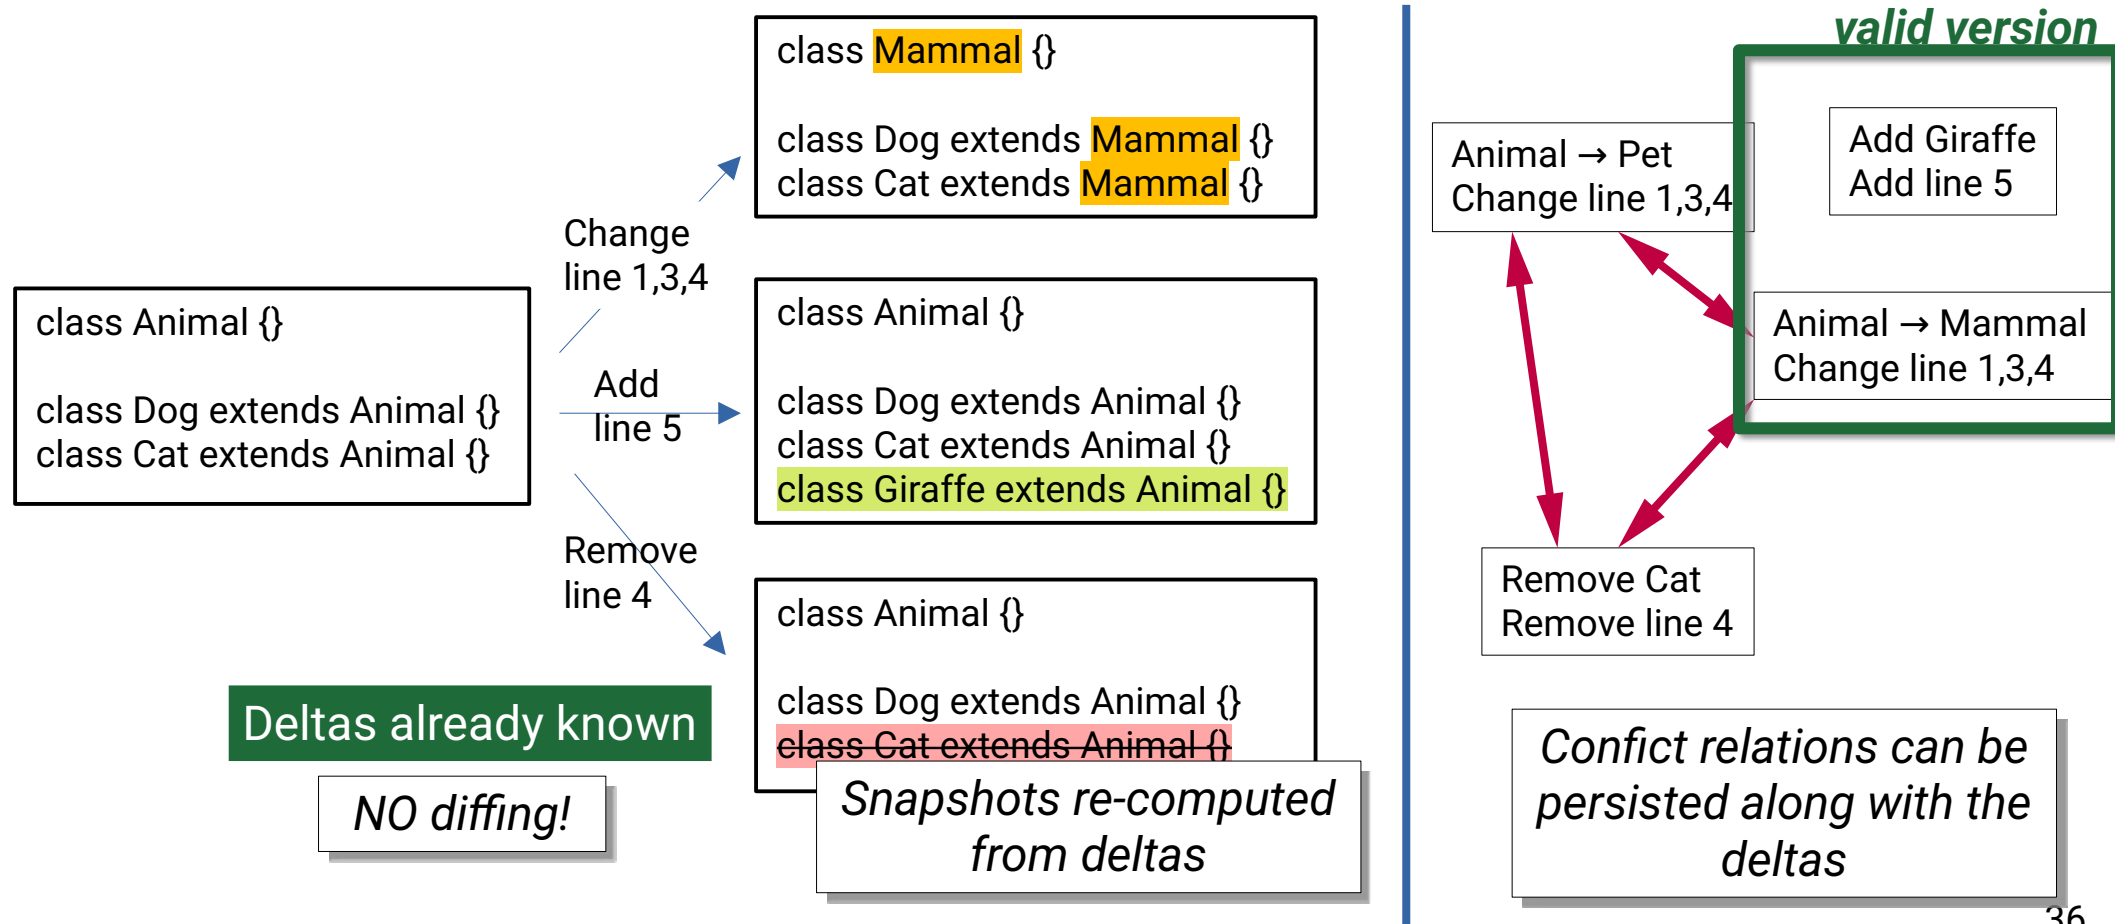 class Animal {}
class Dog extends Animal {}
class Cat extends Animal {}
Change
line 1,3,4
Add
line 5
Remove
line 4
class Mammal {}
class Dog extends Mammal {}
class Cat extends Mammal {}
class Animal {}
class Dog extends Animal {}
class Cat extends Animal {}
class Giraffe extends Animal {}
class Animal {}
class Dog extends Animal {}
class Cat extends Animal {}
Deltas already known
NO diffing!
Snapshots re-computed
from deltas
valid version
Animal → Pet
Change line 1,3,4
Add Giraffe
Add line 5
Animal → Mammal
Change line 1,3,4
Remove Cat
Remove line 4
Confict relations can be
persisted along with the
deltas
36